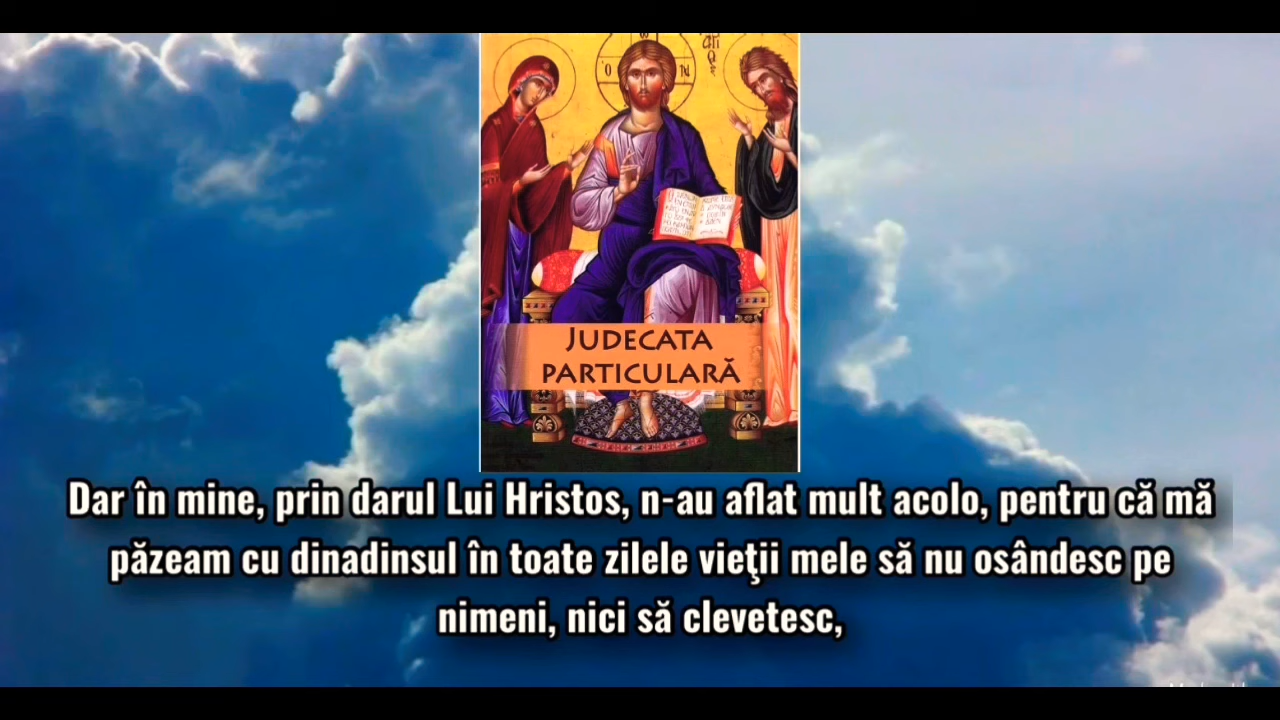 Ο Ω Ν
JUDECATA
PARTICULARĂ
Dar în mine, prin darul Lui Hristos, n-au aflat mult acolo, pentru că mă
păzeam cu dinadinsul în toate zilele vieţii mele să nu osândesc pe
nimeni, nici să clevetesc,